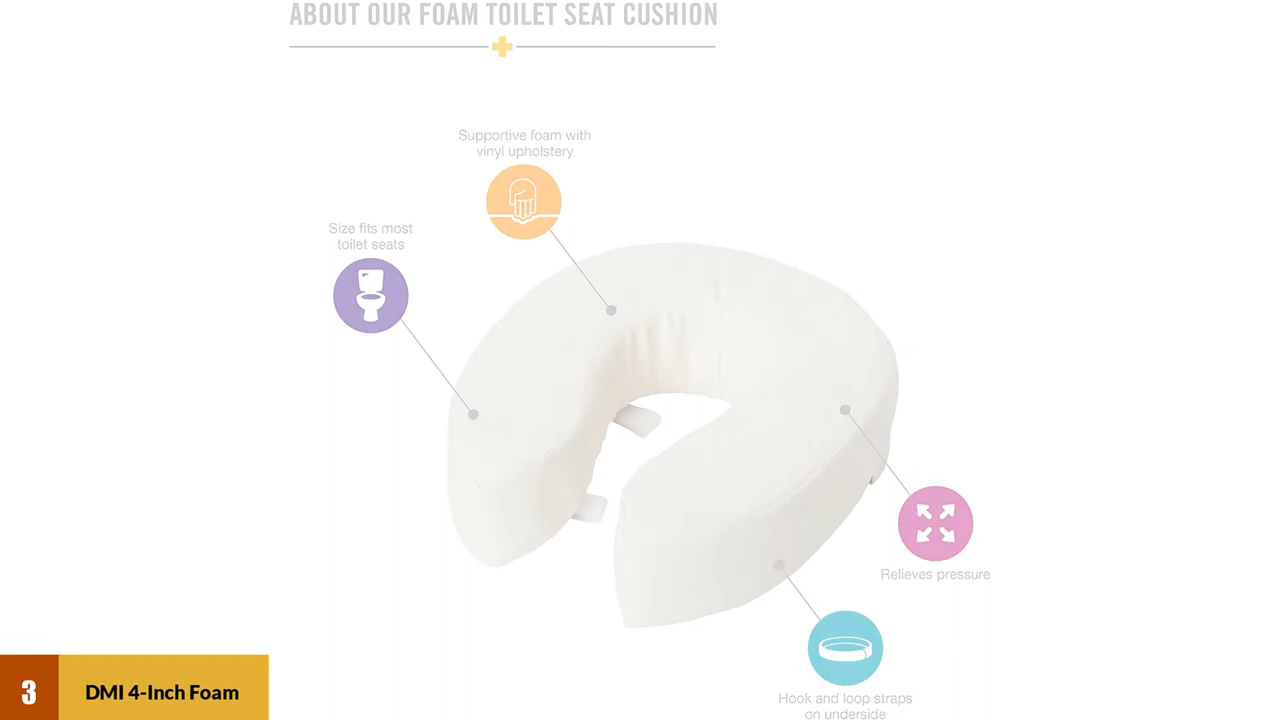 ABOUT OUR FOAM TOILET SEAT CUSHION
Supportive foam with
vinyl upholstery
Size fits most
toilet seats
Relieves pressure
Hook and loop straps
on underside
3
DMI 4-Inch Foam